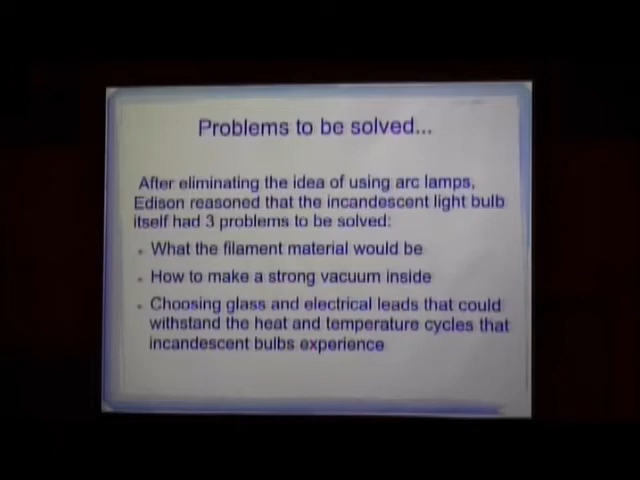 Problems to be solved...
After eliminating the idea of using arc lamps,
Edison reasoned that the incandescent light bulb
itself had 3 problems to be solved:
• What the filament material would be
• How to make a strong vacuum inside
• Choosing glass and electrical leads that could
withstand the heat and temperature cycles that
incandescent bulbs experience